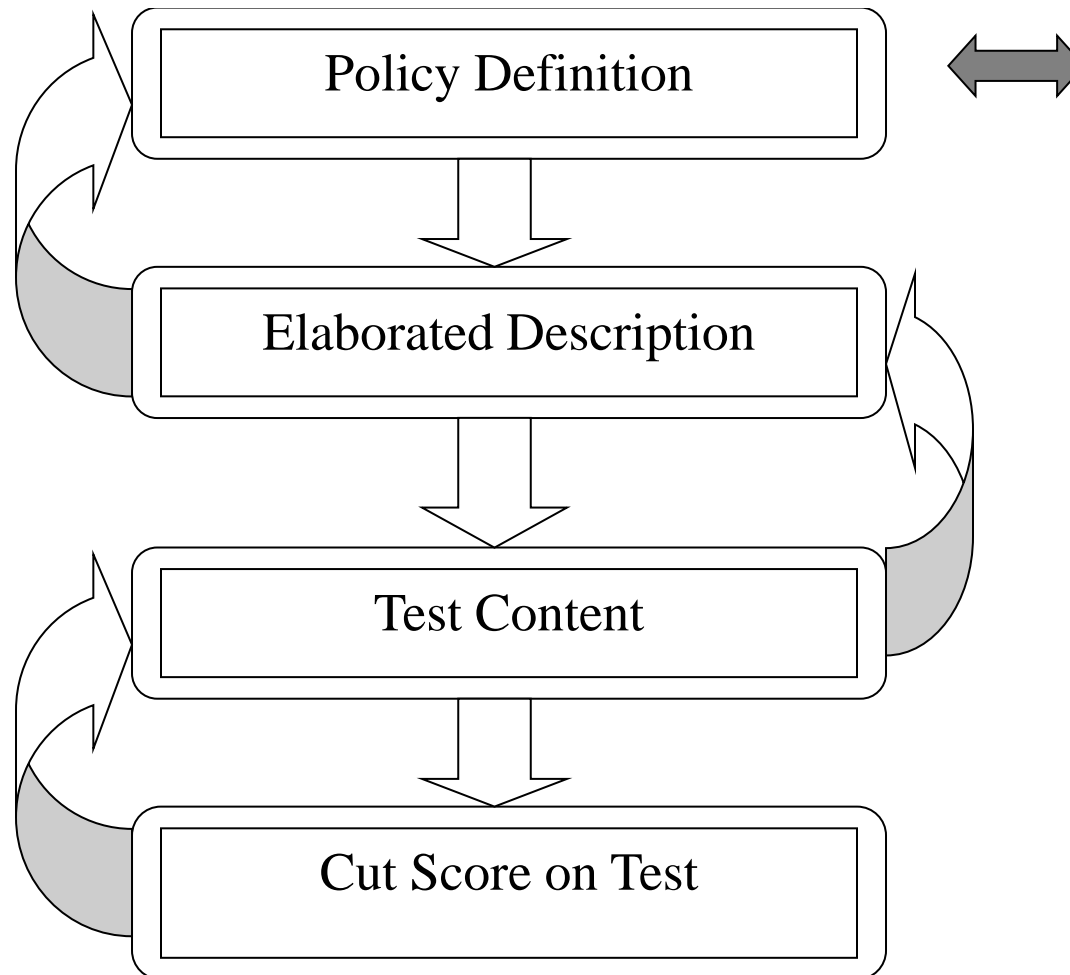 Policy Definition
Elaborated Description
Test Content
Cut Score on Test